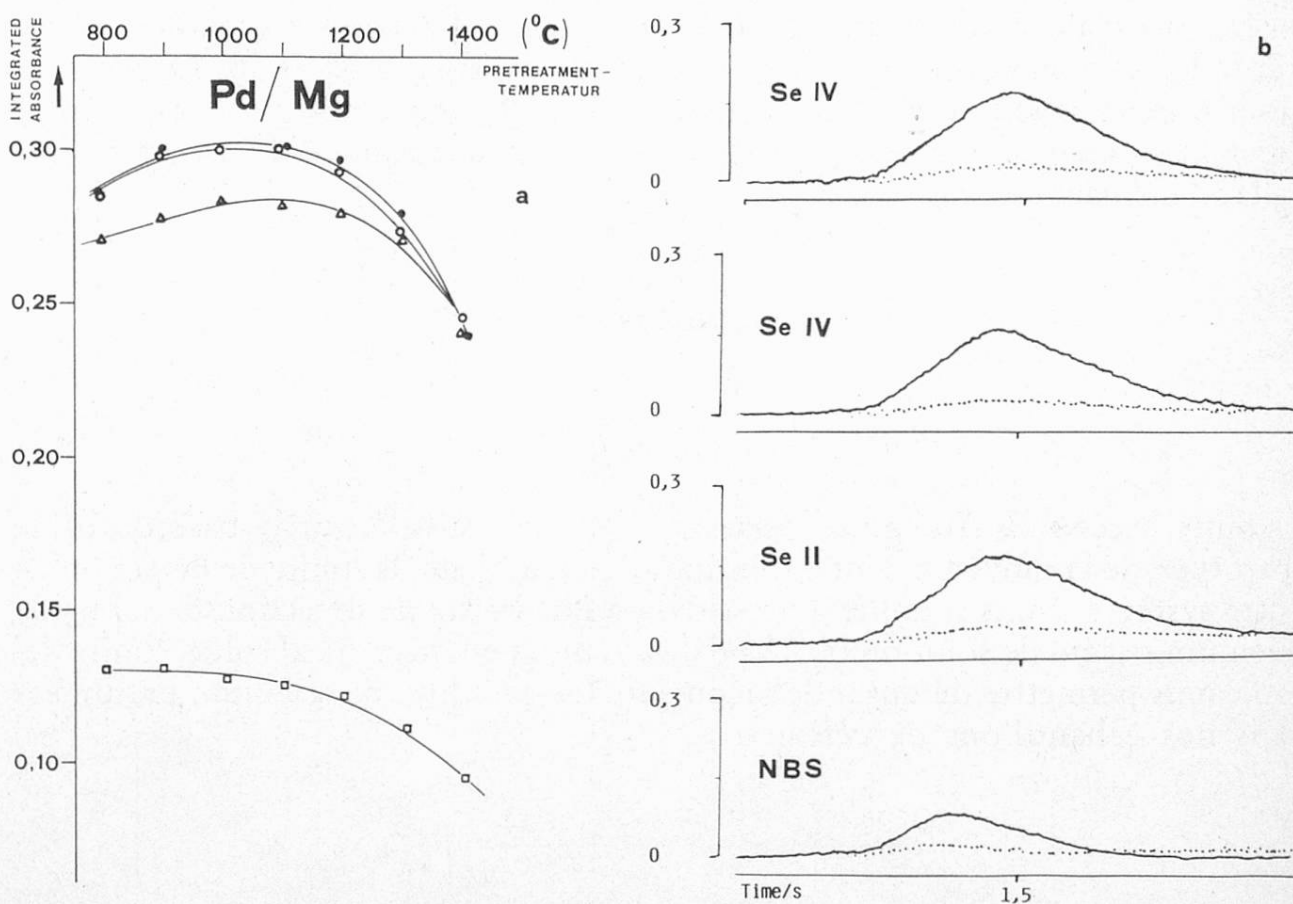 INTEGRATED
ABSORBANCE
800 1000 1200 1400 (°C)
PRETREATMENT-
TEMPERATUR
Pd/Mg
0,30
0,25
0,20
0,15
0,10
a
b
0,3
Se IV
0
0,3
Se IV
0
0,3
Se II
0
0,3
NBS
0
Time/s 1,5